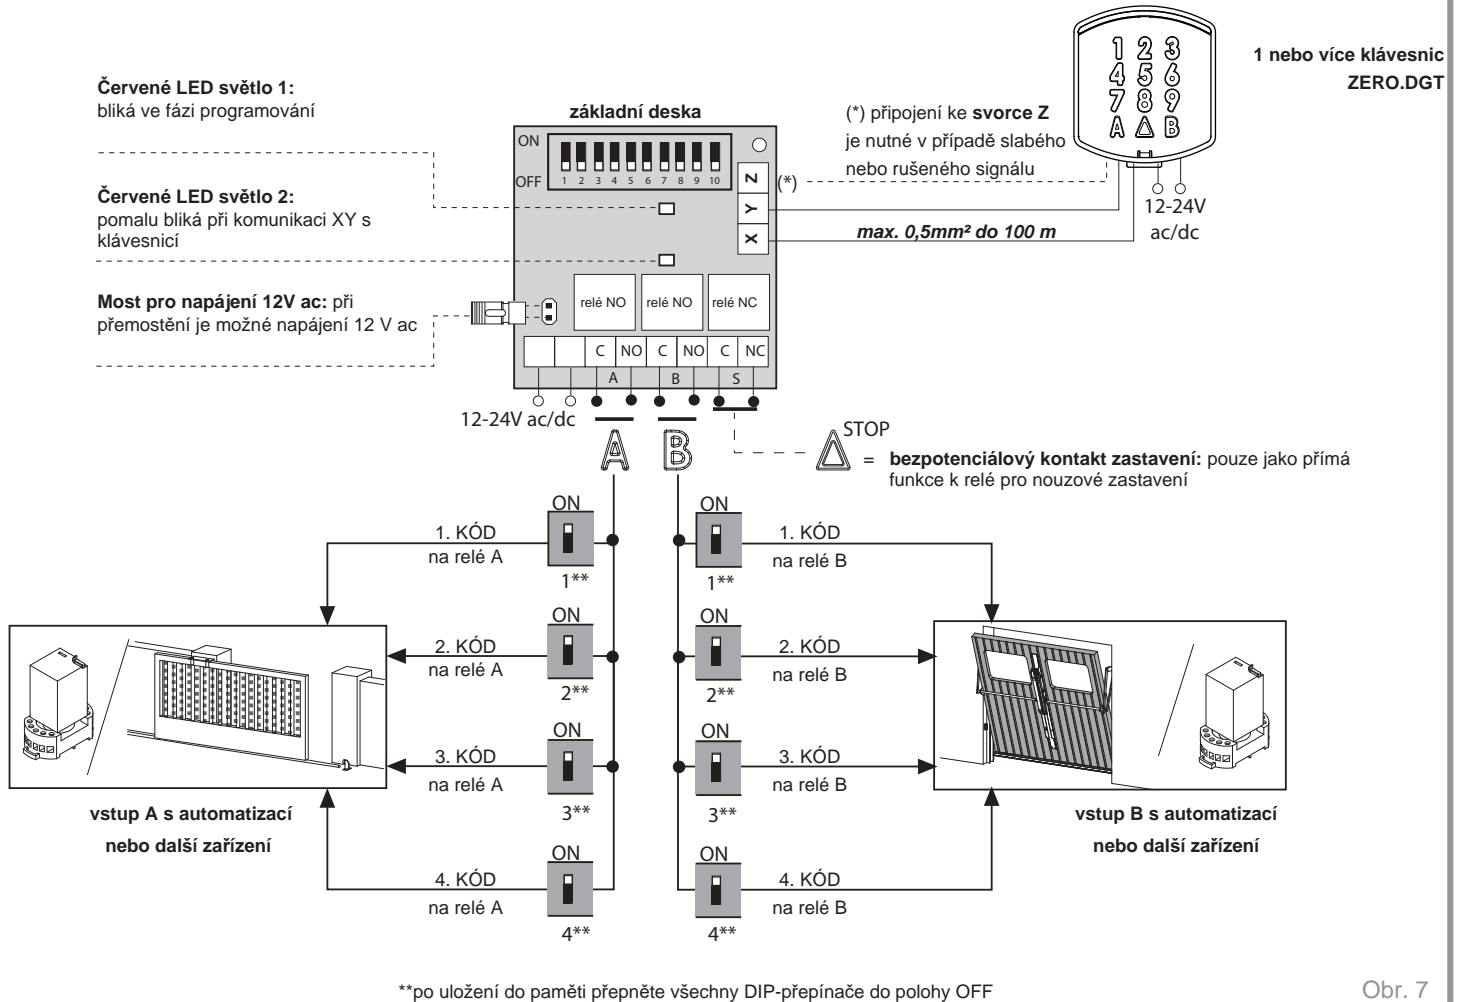 1 nebo více klávesnic
ZERO.DGT
1 2 3
4 5 6
7 8 9
A B
12-24V
ac/dc
Červené LED světlo 1:
bliká ve fázi programování
Červené LED světlo 2:
pomalu bliká při komunikaci XY s
klávesnicí
Most pro napájení 12V ac: při
přemostění je možné napájení 12 V ac
základní deska
ON
OFF
1 2 3 4 5 6 7 8 9 10
Z
Y
X
(*)
(*) připojení ke svorce Z
je nutné v případě slabého
nebo rušeného signálu
max. 0,5mm² do 100 m
relé NO
relé NO
relé NC
C NO C NO C NC
A B S
12-24V ac/dc
A B
STOP
= bezpotenciálový kontakt zastavení: pouze jako přímá
funkce k relé pro nouzové zastavení
ON
1. KÓD
na relé A
1**
ON
2. KÓD
na relé A
2**
ON
3. KÓD
na relé A
3**
ON
4. KÓD
na relé A
4**
ON
1. KÓD
na relé B
1**
ON
2. KÓD
na relé B
2**
ON
3. KÓD
na relé B
3**
ON
4. KÓD
na relé B
4**
vstup A s automatizací
nebo další zařízení
vstup B s automatizací
nebo další zařízení
**po uložení do paměti přepněte všechny DIP-přepínače do polohy OFF
Obr. 7